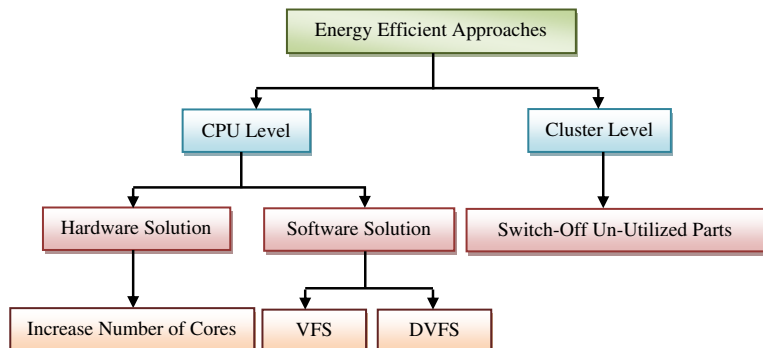 Energy Efficient Approaches
CPU Level
Cluster Level
Hardware Solution
Software Solution
Switch-Off Un-Utilized Parts
Increase Number of Cores
VFS
DVFS